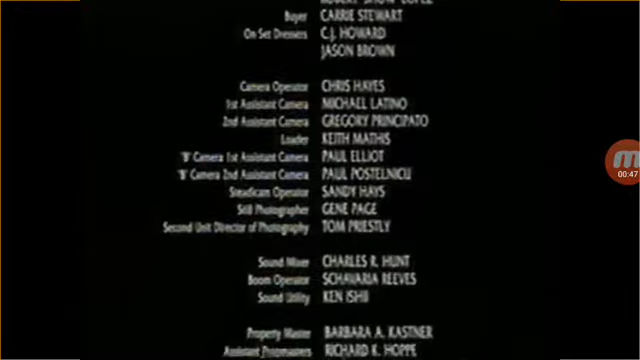 Buyer CARRIE STEWART
On Set Dressers C.J. HOWARD
JASON BROWN
Camera Operator CHRIS HAYES
1st Assistant Camera MICHAEL LATINO
2nd Assistant Camera GREGORY PRINCIPATO
Loader KEITH MATHIS
'B' Camera 1st Assistant Camera PAUL ELLIOT
'B' Camera 2nd Assistant Camera PAUL POSTELNICU
Steadicam Operator SANDY HAYS
Still Photographer GENE PAGE
Second Unit Director of Photography TOM PRIESTLY
Sound Mixer CHARLES R. HUNT
Boom Operator SCHAVARIA REEVES
Sound Utility KEN ISHII
Property Master BARBARA A. KASTNER
Assistant Propmasters RICHARD K. HOPPE
00:47